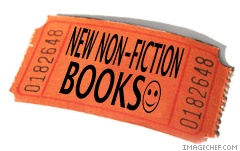 NEW NON-FICTION
BOOKS
0182648
0182648
IMAGECHEF.COM